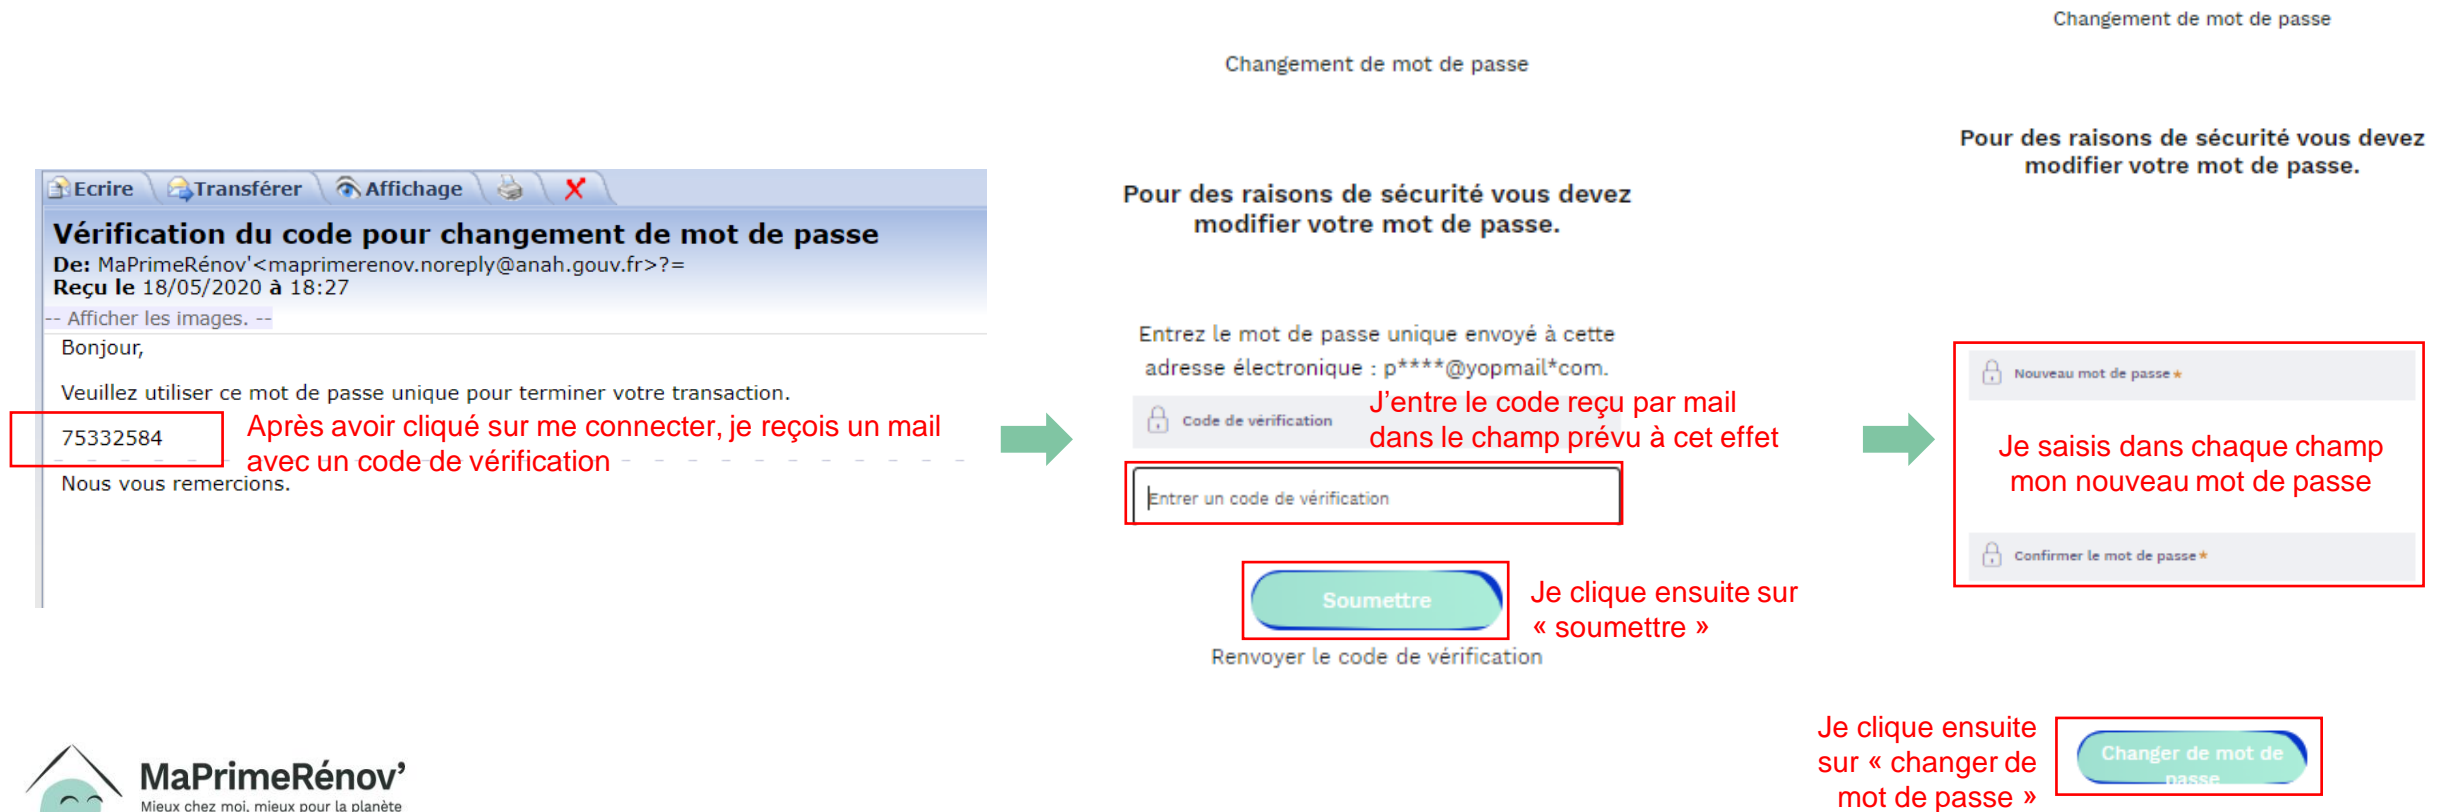 Ecrire Transférer Affichage
Vérification du code pour changement de mot de passe
De: MaPrimeRénov'<maprimerenov.noreply@anah.gouv.fr>?=
Reçu le 18/05/2020 à 18:27
-- Afficher les images. --
Bonjour,
Veuillez utiliser ce mot de passe unique pour terminer votre transaction.
75332584
Après avoir cliqué sur me connecter, je reçois un mail
avec un code de vérification
Nous vous remercions.
MaPrimeRénov’
Mieux chez moi, mieux pour la planète
Changement de mot de passe
Pour des raisons de sécurité vous devez
modifier votre mot de passe.
Entrez le mot de passe unique envoyé à cette
adresse électronique : p****@yopmail*com.
Code de vérification
J’entre le code reçu par mail
dans le champ prévu à cet effet
Entrer un code de vérification
Soumettre
Je clique ensuite sur
« soumettre »
Renvoyer le code de vérification
Changement de mot de passe
Pour des raisons de sécurité vous devez
modifier votre mot de passe.
Nouveau mot de passe *
Je saisis dans chaque champ
mon nouveau mot de passe
Confirmer le mot de passe *
Je clique ensuite
sur « changer de
mot de passe »
Changer de mot de
passe